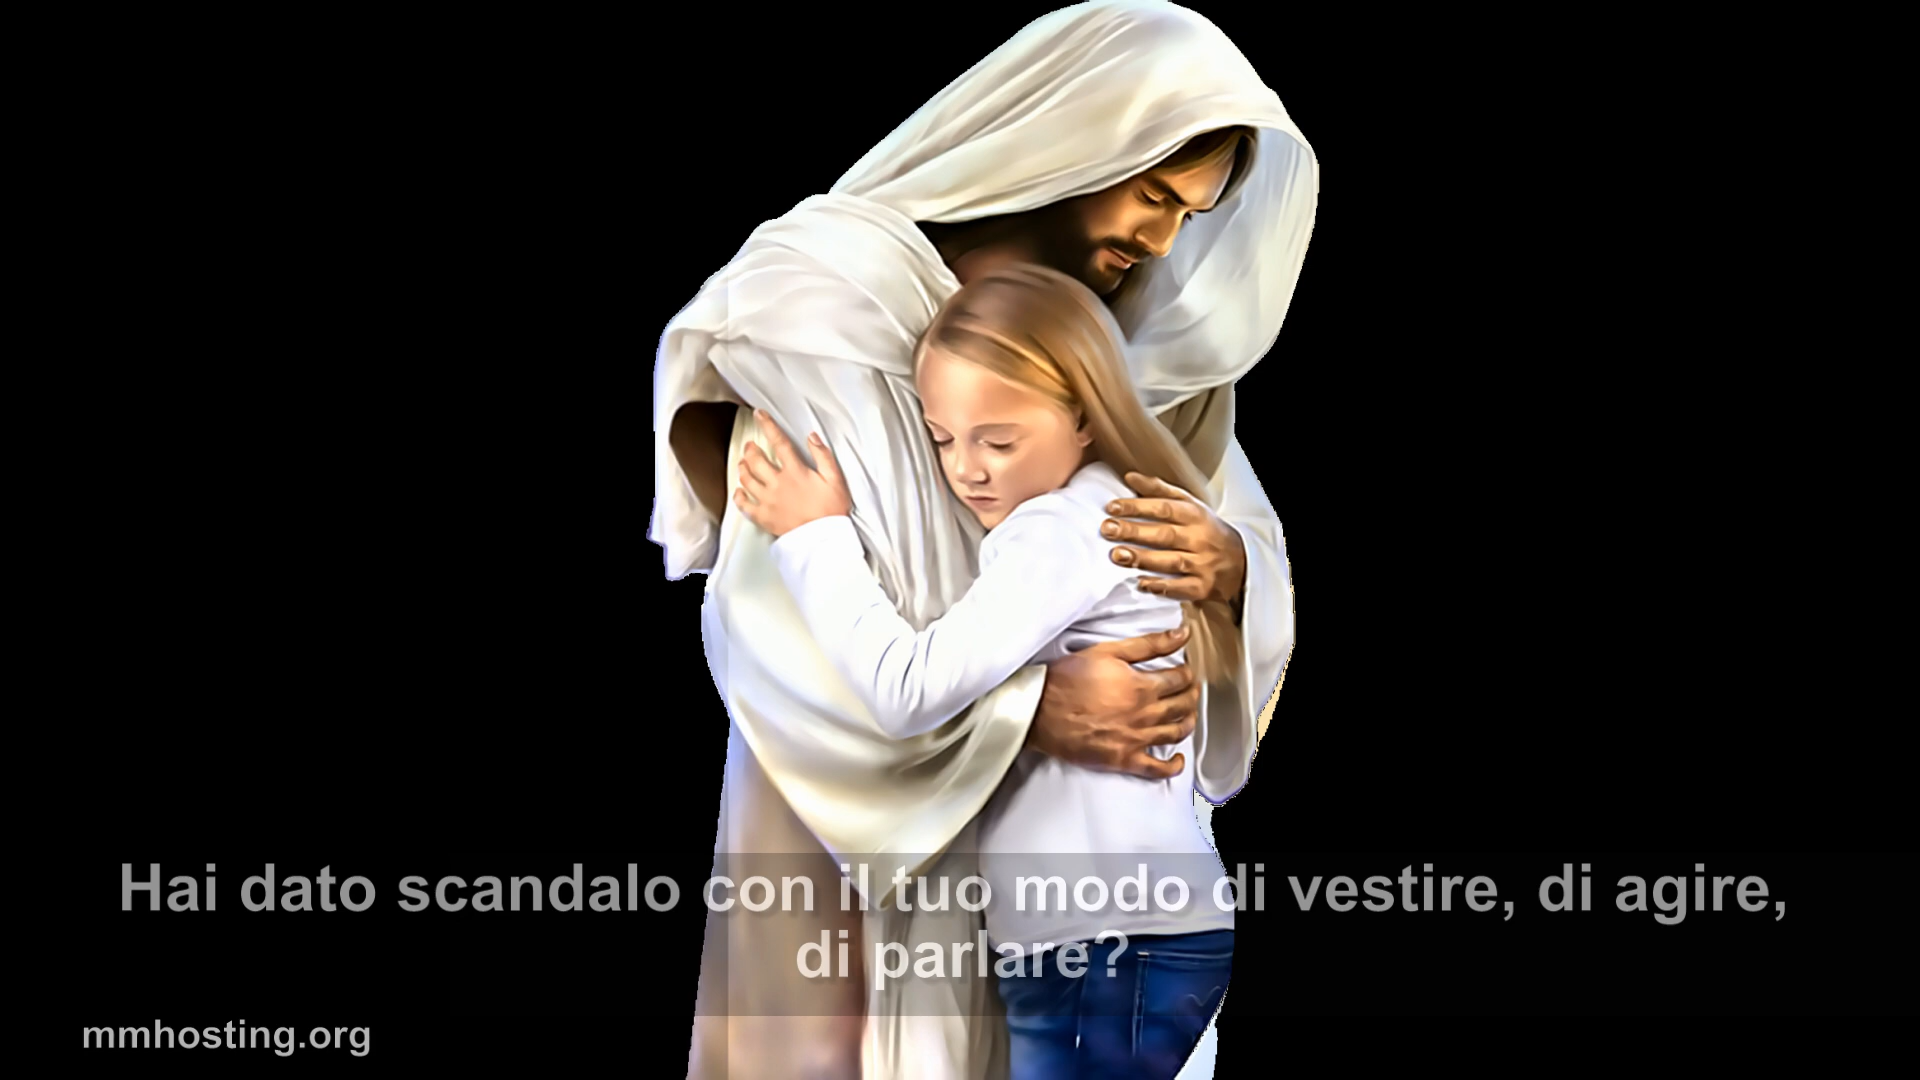 Hai dato scandalo con il tuo modo di vestire, di agire,
di parlare?
mmhosting.org